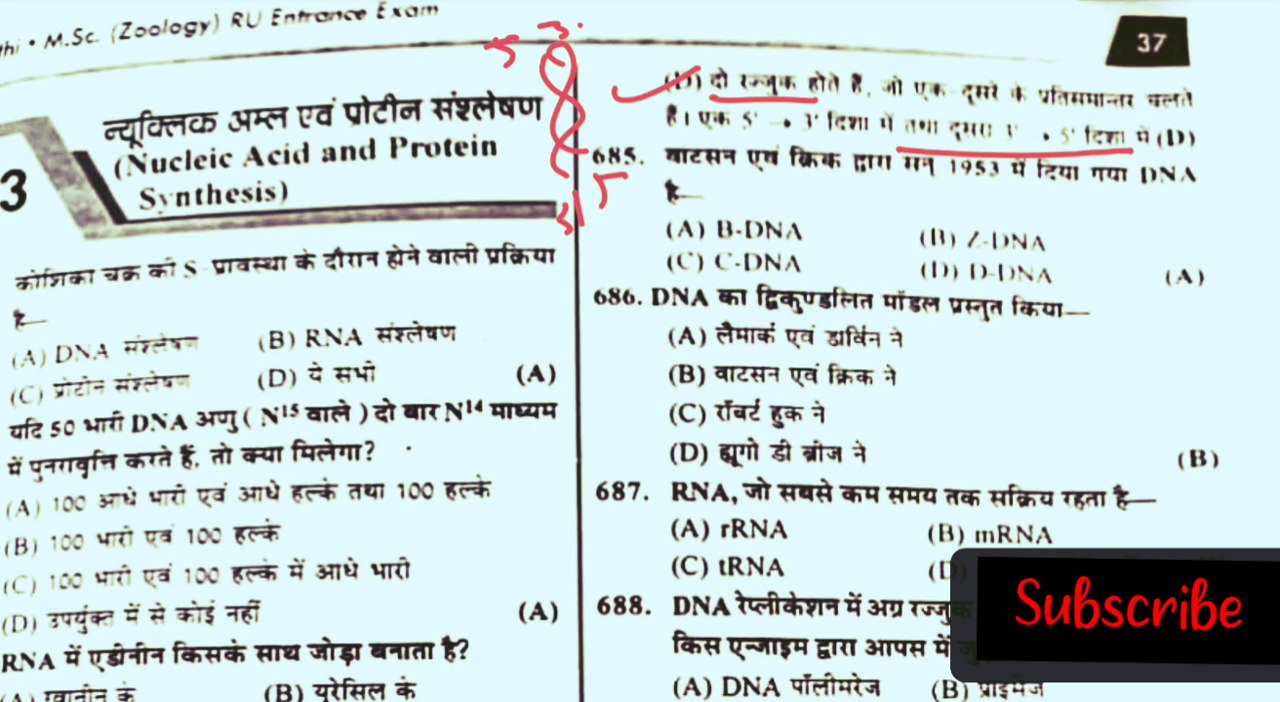 thi • M.Sc. (Zoology) RU Entrance Exam
37
3
न्यूक्लिक अम्ल एवं प्रोटीन संश्लेषण
(Nucleic Acid and Protein
Synthesis)
कोशिका चक्र की S-प्रावस्था के दौरान होने वाली प्रक्रिया
है—
(A) DNA संश्लेषण (B) RNA संश्लेषण
(C) प्रोटीन संश्लेषण (D) ये सभी (A)
यदि 50 भारी DNA अणु ( N¹⁵ वाले ) दो बार N¹⁴ माध्यम
में पुनरावृत्ति करते हैं, तो क्या मिलेगा?
(A) 100 आधे भारी एवं आधे हल्के तथा 100 हल्के
(B) 100 भारी एवं 100 हल्के
(C) 100 भारी एवं 100 हल्के में आधे भारी
(D) उपर्युक्त में से कोई नहीं (A)
RNA में एडीनीन किसके साथ जोड़ा बनाता है?
(A) ग्वानीन के (B) यूरेसिल के
5 3
3 5
(D) दो रज्जुक होते हैं, जो एक-दूसरे के प्रतिसमान्तर चलते
हैं। एक 5' → 3' दिशा में तथा दूसरा 3' → 5' दिशा में (D)
685. वाटसन एवं क्रिक द्वारा सन् 1953 में दिया गया DNA
है—
(A) B-DNA (B) Z-DNA
(C) C-DNA (D) D-DNA (A)
686. DNA का द्विकुण्डलित मॉडल प्रस्तुत किया—
(A) लैमार्क एवं डार्विन ने
(B) वाटसन एवं क्रिक ने
(C) रॉबर्ट हुक ने
(D) ह्यूगो डी ब्रीज ने (B)
687. RNA, जो सबसे कम समय तक सक्रिय रहता है—
(A) rRNA (B) mRNA
(C) tRNA (D)
688. DNA रेप्लीकेशन में अग्र रज्जुक
किस एन्जाइम द्वारा आपस में
(A) DNA पॉलीमरेज (B) प्राइमेज
Subscribe